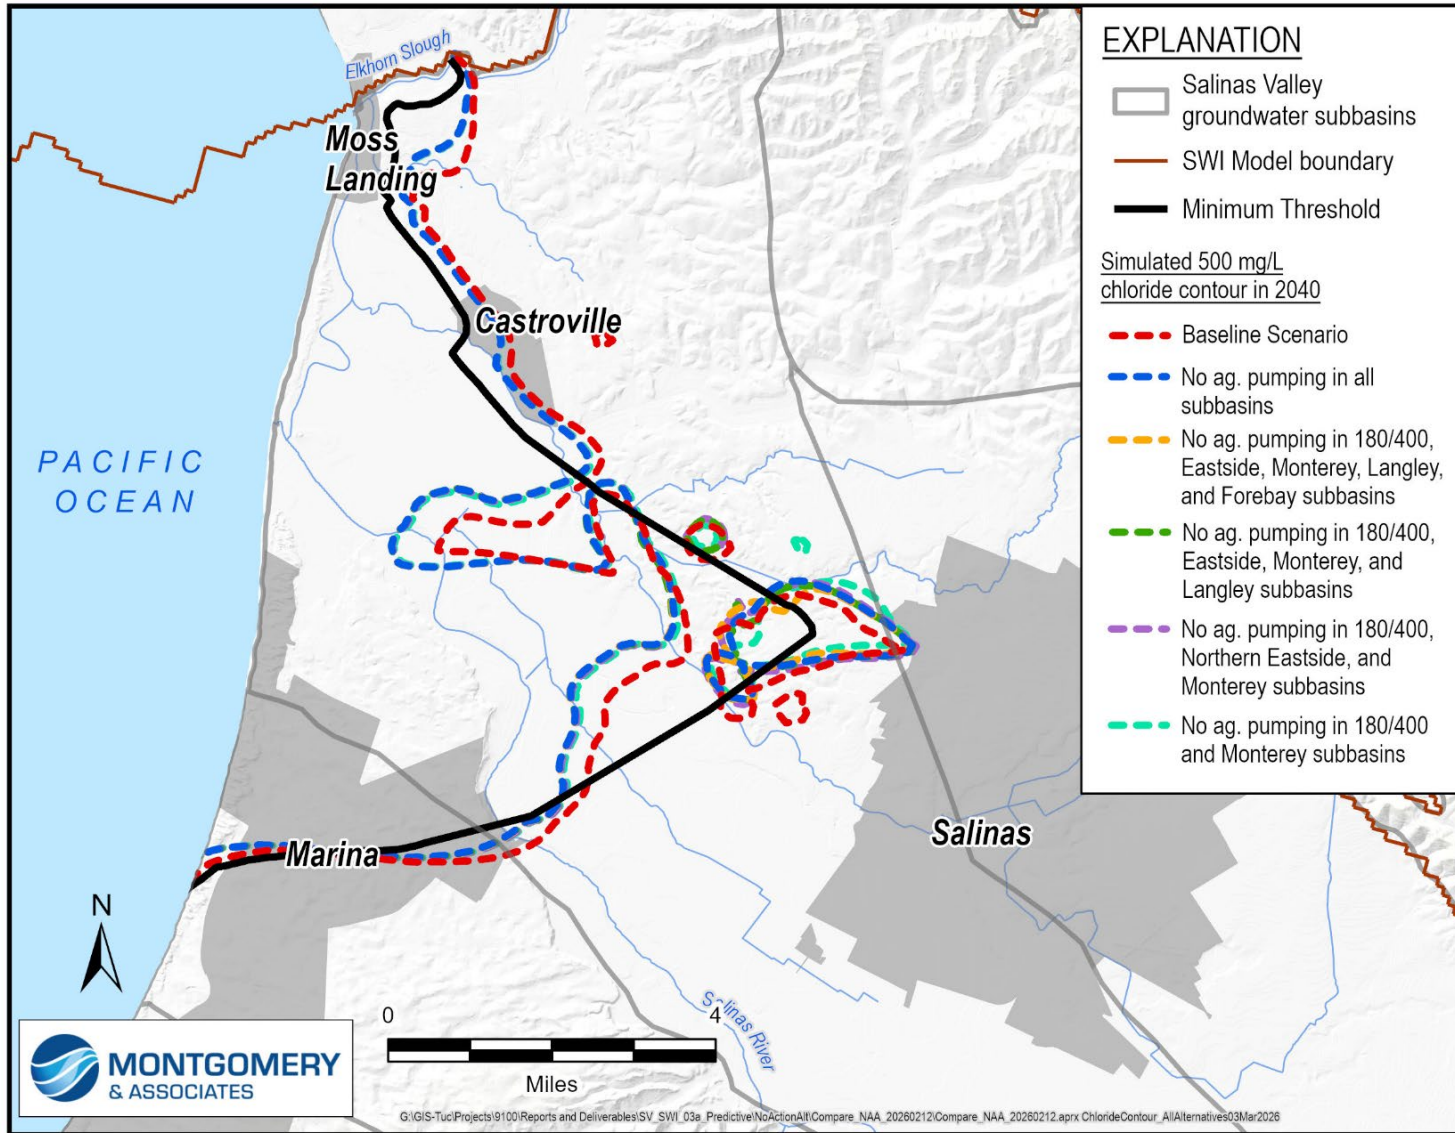 Elkhorn Slough
Moss
Landing
Castroville
PACIFIC
OCEAN
Marina
Salinas
Salinas River
N
0
4
Miles
MONTGOMERY
& ASSOCIATES
G:\GIS-Tuc\Projects\9100\Reports and Deliverables\SV_SWI_03a_Predictive\NoActionAlt\Compare_NAA_20260212\Compare_NAA_20260212.aprx ChlorideContour_AllAlternatives03Mar2026
EXPLANATION
Salinas Valley
groundwater subbasins
SWI Model boundary
Minimum Threshold
Simulated 500 mg/L
chloride contour in 2040
Baseline Scenario
No ag. pumping in all
subbasins
No ag. pumping in 180/400,
Eastside, Monterey, Langley,
and Forebay subbasins
No ag. pumping in 180/400,
Eastside, Monterey, and
Langley subbasins
No ag. pumping in 180/400,
Northern Eastside, and
Monterey subbasins
No ag. pumping in 180/400
and Monterey subbasins